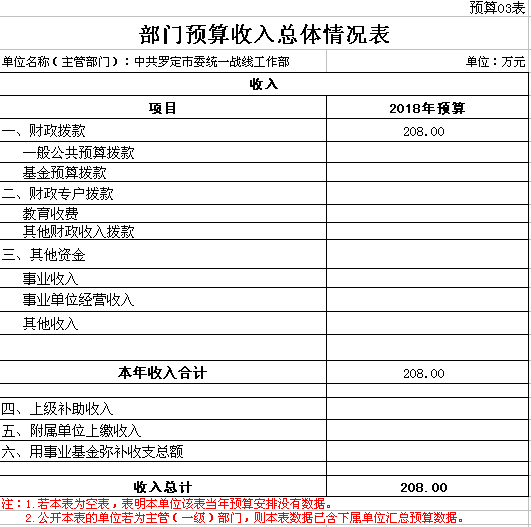 预算03表
部门预算收入总体情况表
单位名称（主管部门）：中共罗定市委统一战线工作部 单位：万元
收入
项目 2018年预算
一、财政拨款 208.00
一般公共预算拨款
基金预算拨款
二、财政专户拨款
教育收费
其他财政收入拨款
三、其他资金
事业收入
事业单位经营收入
其他收入
本年收入合计 208.00
四、上级补助收入
五、附属单位上缴收入
六、用事业基金弥补收支总额
收入总计 208.00
注：1.若本表为空表，表明本单位该表当年预算安排没有数据。
2.公开本表的单位若为主管（一级）部门，则本表数据已含下属单位汇总预算数据。